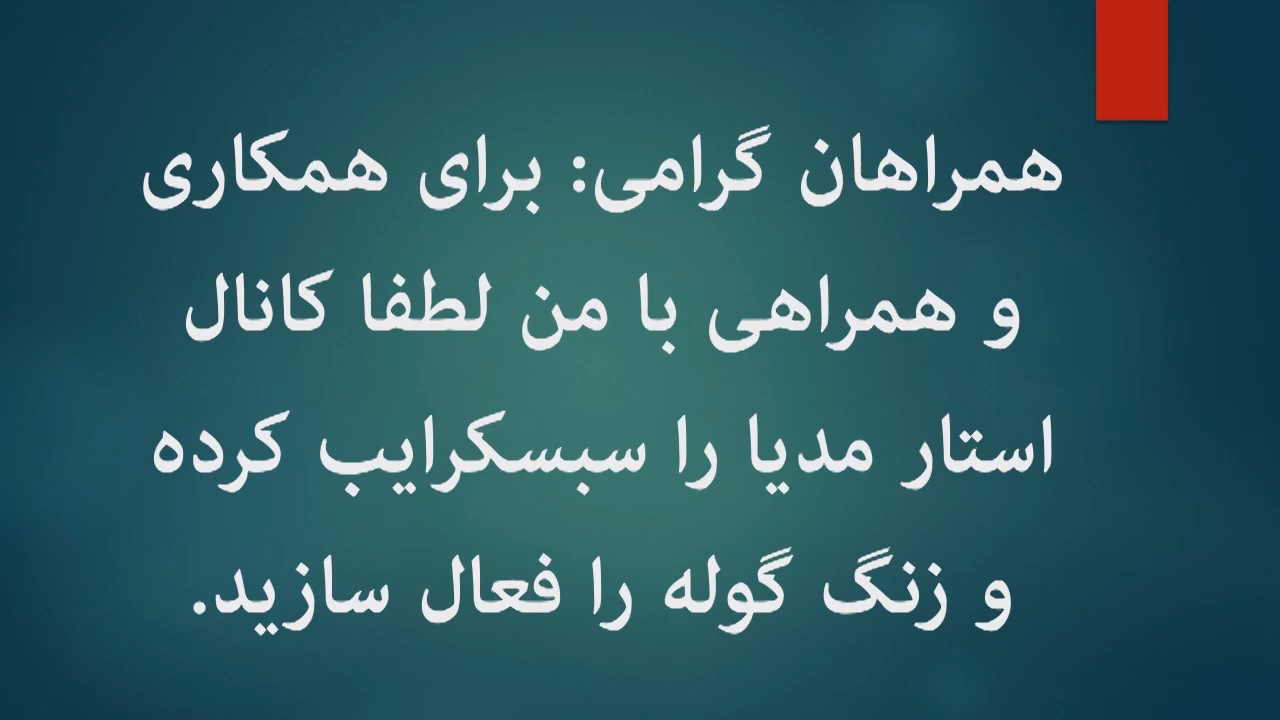 همراهان گرامی: برای همکاری
و همراهی با من لطفا کانال
استار مدیا را سبسکرایب کرده
و زنگ گوله را فعال سازید.